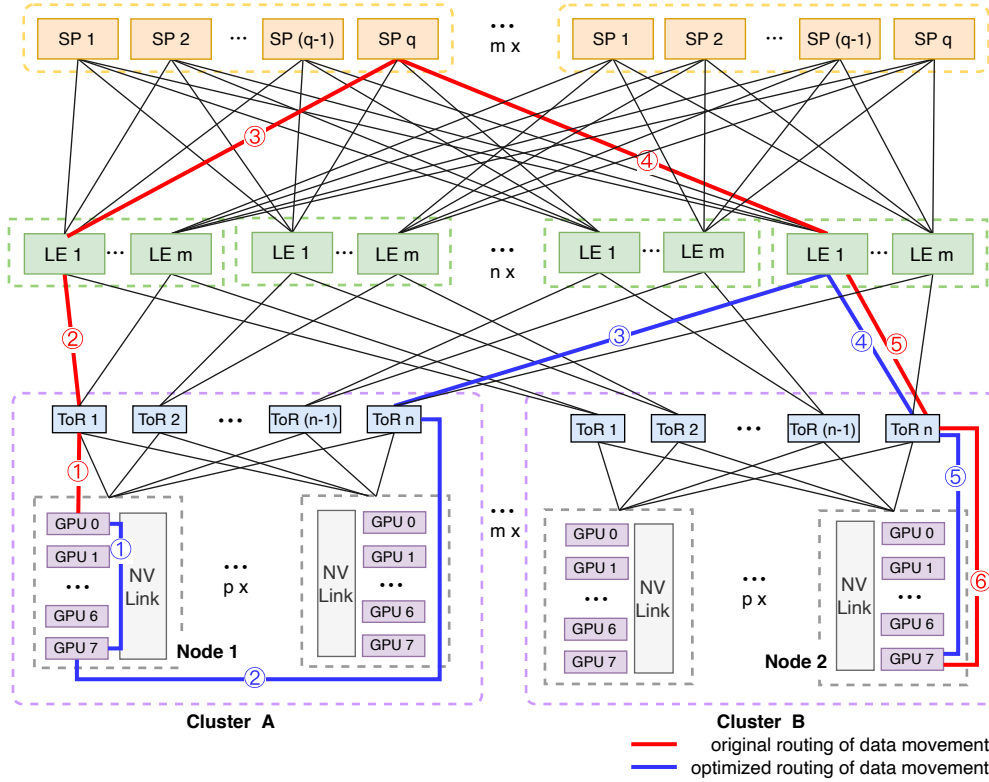 SP 1 SP 2 ... SP (q-1) SP q ... SP 1 SP 2 ... SP (q-1) SP q
m x
③ ④
LE 1 ... LE m LE 1 ... LE m ... LE 1 ... LE m LE 1 ... LE m
n x
② ③ ④ ⑤
ToR 1 ToR 2 ... ToR (n-1) ToR n ToR 1 ToR 2 ... ToR (n-1) ToR n
① ⑤
GPU 0 GPU 0 ... GPU 0 GPU 0
① m x
GPU 1 GPU 1 GPU 1 GPU 1
... NV Link ... NV Link ... ... NV Link ... NV Link ... ⑥
p x p x
GPU 6 GPU 6 GPU 6 GPU 6
GPU 7 Node 1 GPU 7 GPU 7 Node 2 GPU 7
②
Cluster A Cluster B
original routing of data movement
optimized routing of data movement